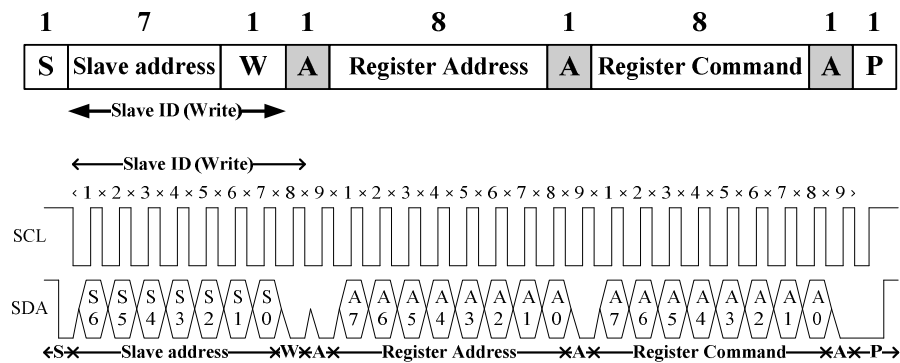 1 7 1 1 8 1 8 1 1
S Slave address W A Register Address A Register Command A P
Slave ID (Write)
Slave ID (Write)
‹ 1 × 2 × 3 × 4 × 5 × 6 × 7 × 8 × 9 × 1 × 2 × 3 × 4 × 5 × 6 × 7 × 8 × 9 × 1 × 2 × 3 × 4 × 5 × 6 × 7 × 8 × 9 ›
SCL
SDA S6 S5 S4 S3 S2 S1 S0 A7 A6 A5 A4 A3 A2 A1 A0 A7 A6 A5 A4 A3 A2 A1 A0
S Slave address W A Register Address A Register Command A P